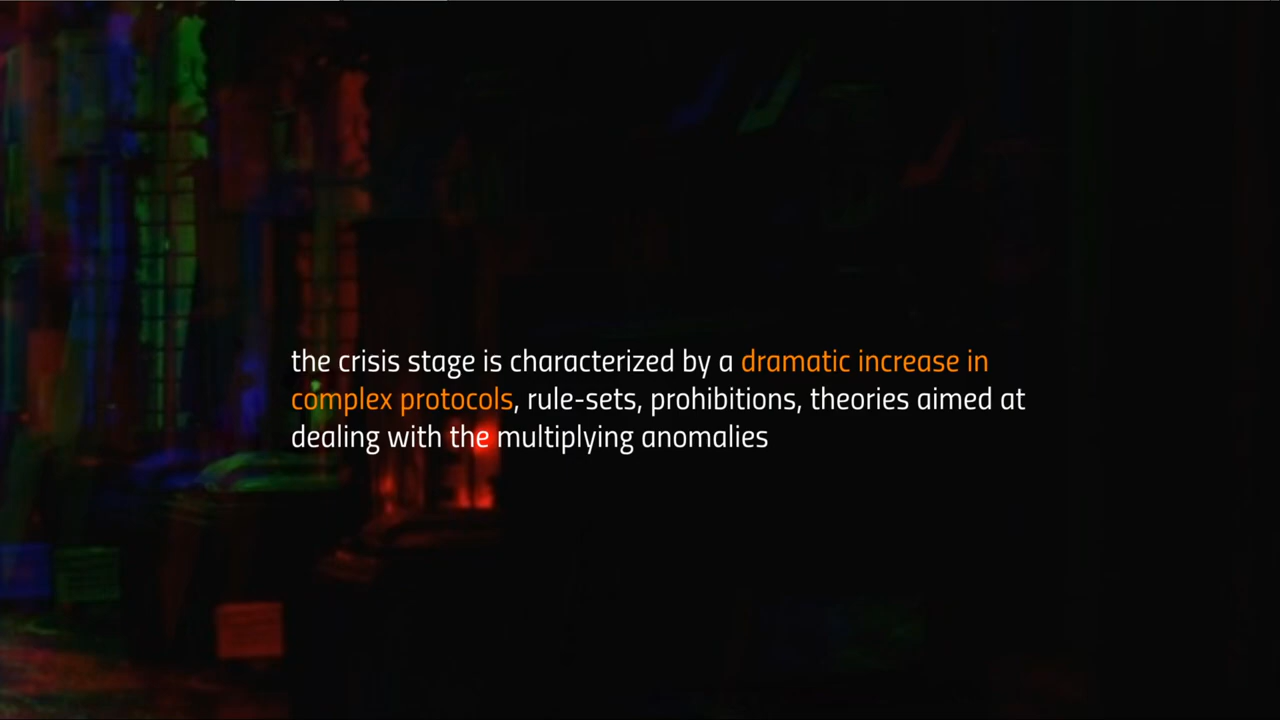 the crisis stage is characterized by a dramatic increase in
complex protocols, rule-sets, prohibitions, theories aimed at
dealing with the multiplying anomalies